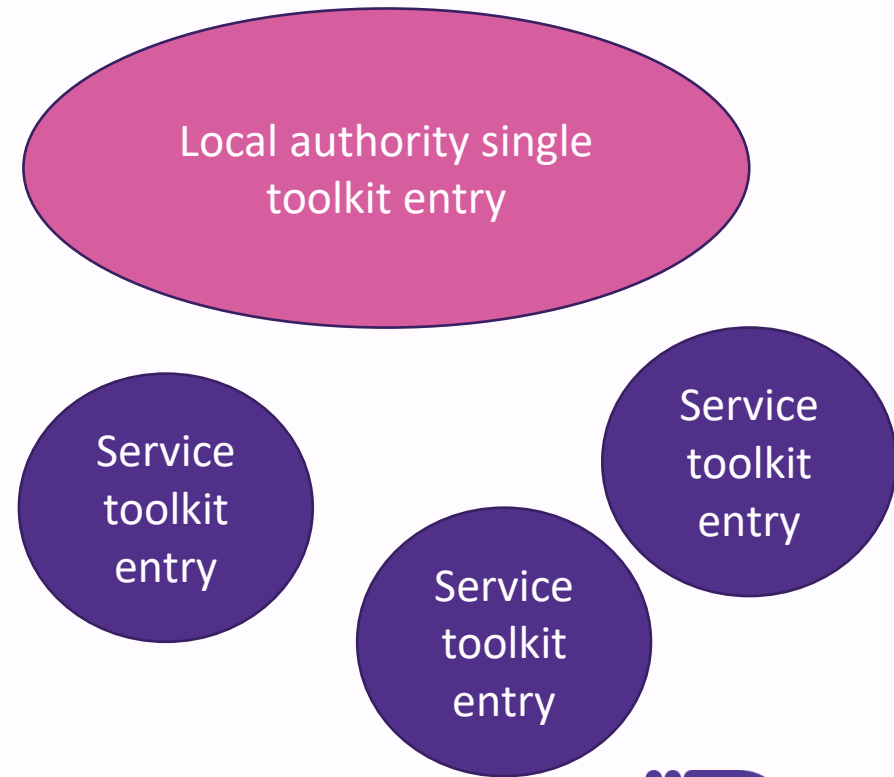 Local authority single
toolkit entry
Service
toolkit
entry
Service
toolkit
entry
Service
toolkit
entry